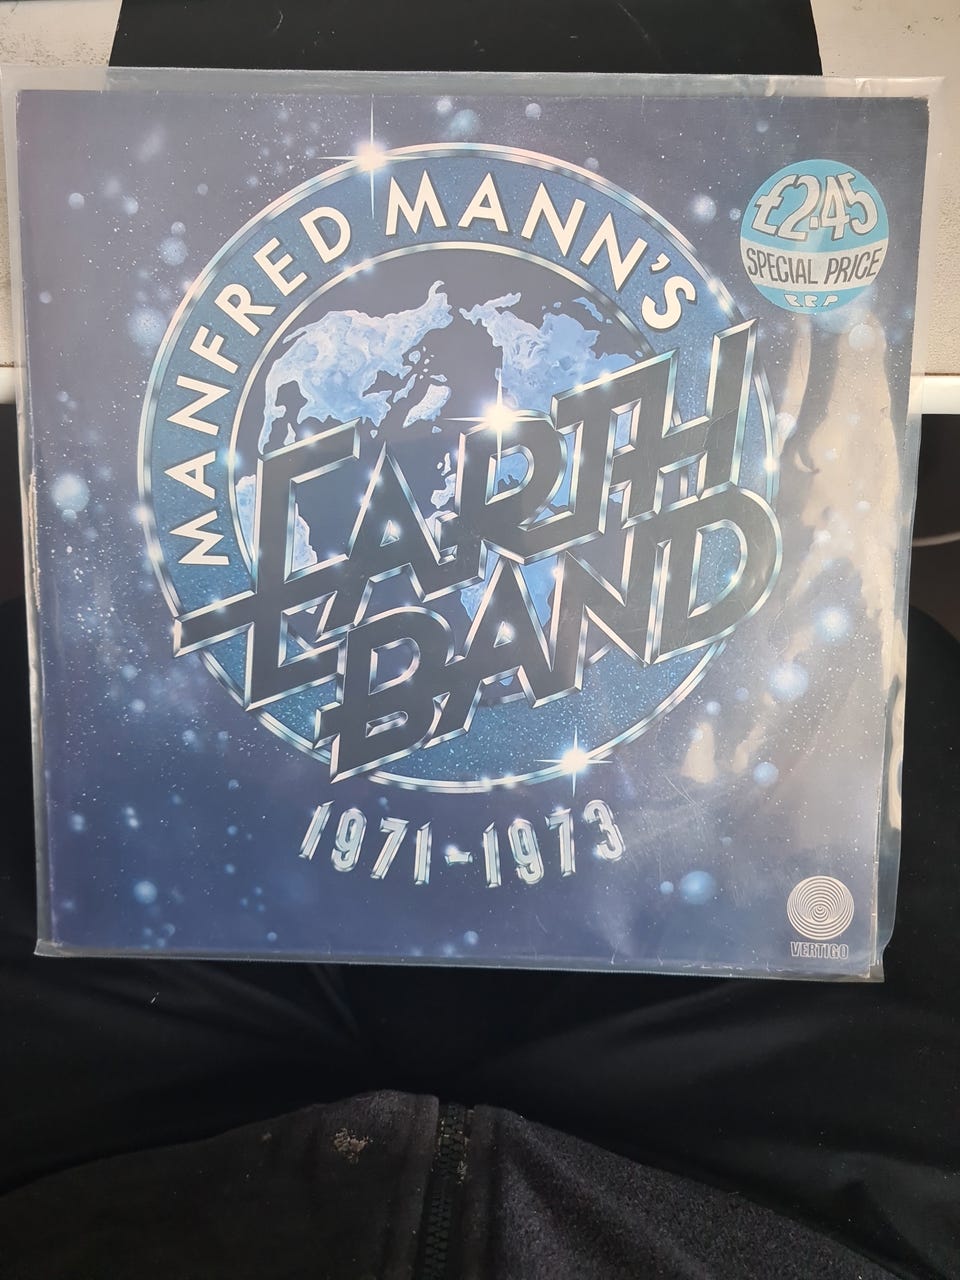 MANFRED MANN'S
EARTH
BAND
1971-1973
£2.45
SPECIAL PRICE
R.R.P.
VERTIGO